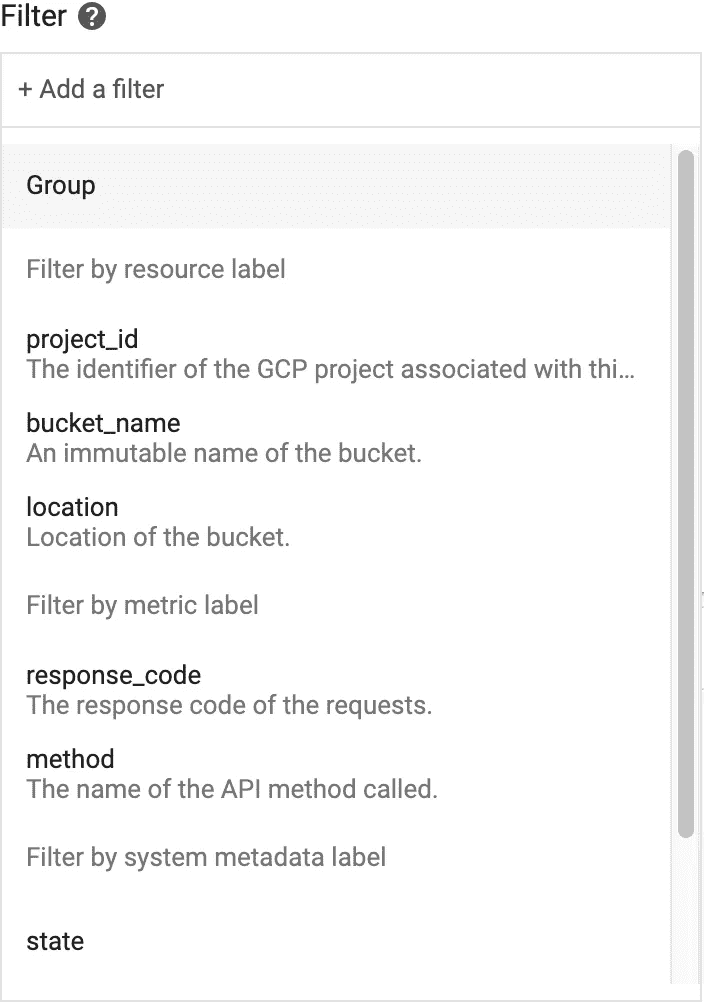 Filter ?
+ Add a filter
Group
Filter by resource label
project_id
The identifier of the GCP project associated with thi...
bucket_name
An immutable name of the bucket.
location
Location of the bucket.
Filter by metric label
response_code
The response code of the requests.
method
The name of the API method called.
Filter by system metadata label
state